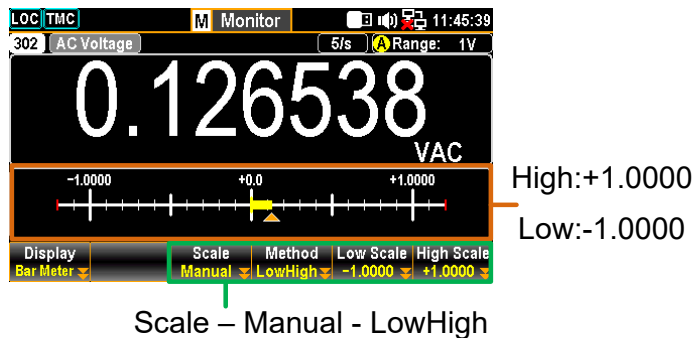 LOC TMC M Monitor 11:45:39
302 AC Voltage 5/s A Range: 1V
0.126538
VAC
-1.0000 +0.0 +1.0000
High:+1.0000
Low:-1.0000
Display Scale Method Low Scale High Scale
Bar Meter Manual LowHigh -1.0000 +1.0000
Scale – Manual - LowHigh